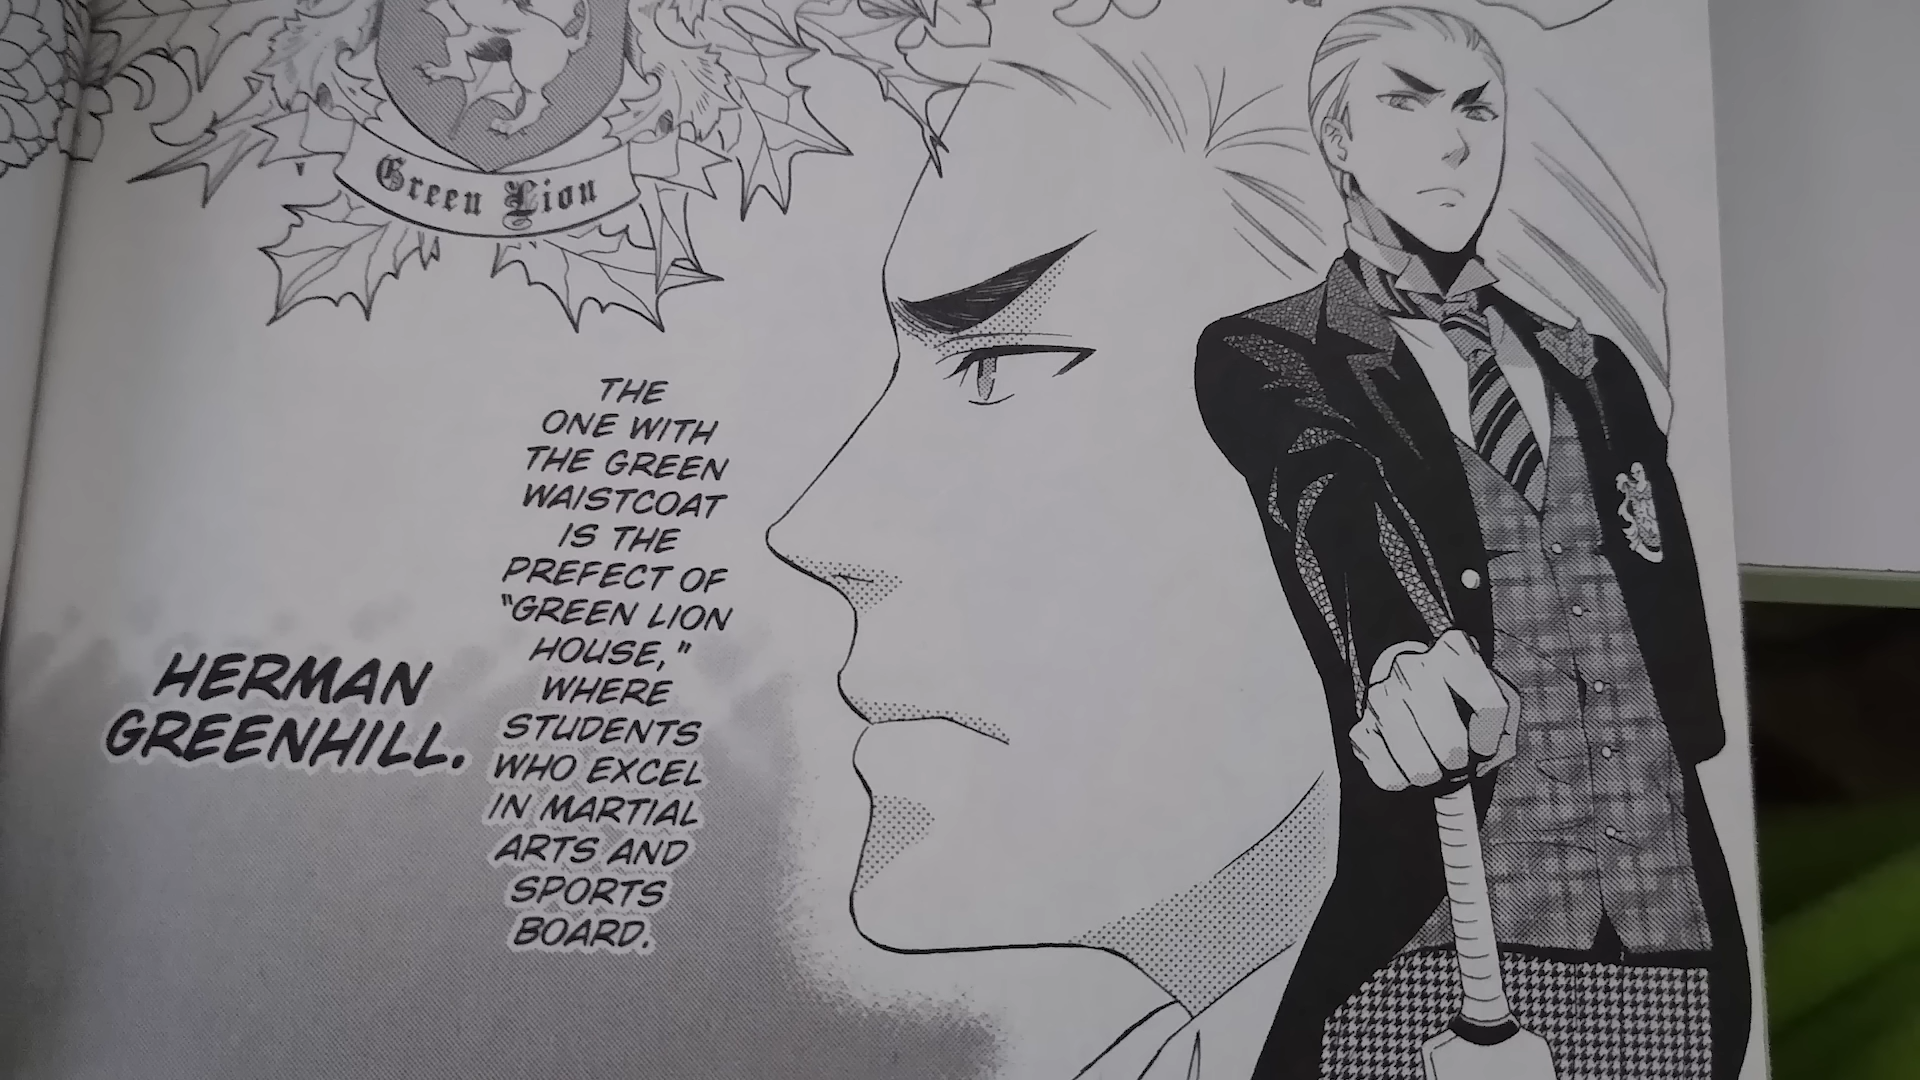 Green Lion
THE
ONE WITH
THE GREEN
WAISTCOAT
IS THE
PREFECT OF
"GREEN LION
HOUSE,"
WHERE
STUDENTS
WHO EXCEL
IN MARTIAL
ARTS AND
SPORTS
BOARD.
HERMAN
GREENHILL.